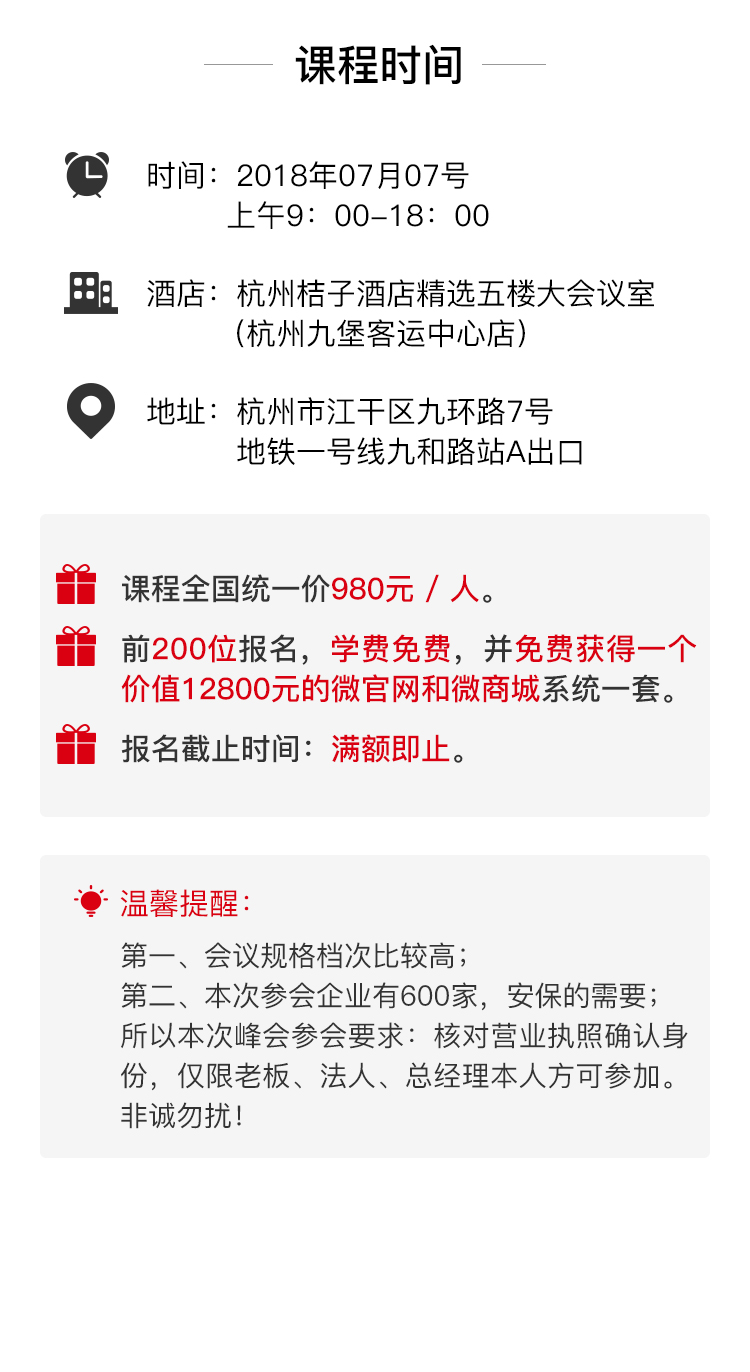 课程时间
时间：2018年07月07号
上午9：00-18：00
酒店：杭州桔子酒店精选五楼大会议室
(杭州九堡客运中心店)
地址：杭州市江干区九环路7号
地铁一号线九和路站A出口
课程全国统一价980元 / 人。
前200位报名，学费免费，并免费获得一个
价值12800元的微官网和微商城系统一套。
报名截止时间：满额即止。
温馨提醒：
第一、会议规格档次比较高；
第二、本次参会企业有600家，安保的需要；
所以本次峰会参会要求：核对营业执照确认身
份，仅限老板、法人、总经理本人方可参加。
非诚勿扰！